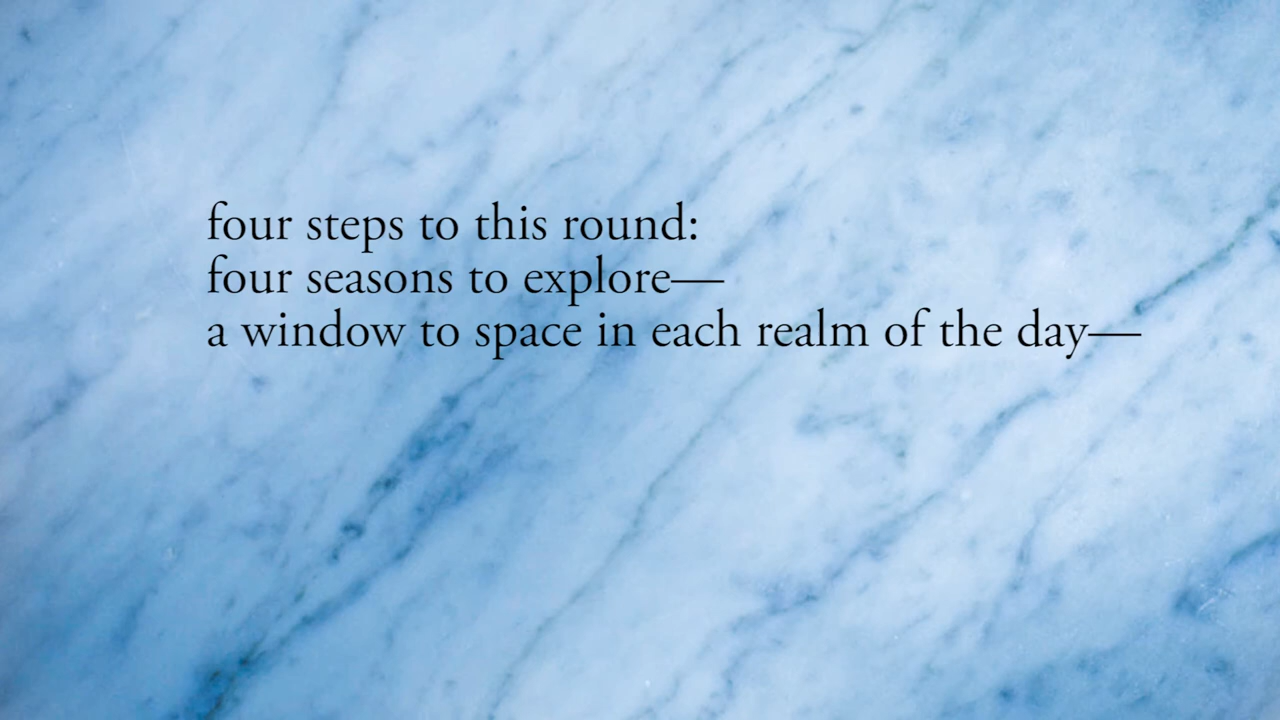 four steps to this round:
four seasons to explore—
a window to space in each realm of the day—